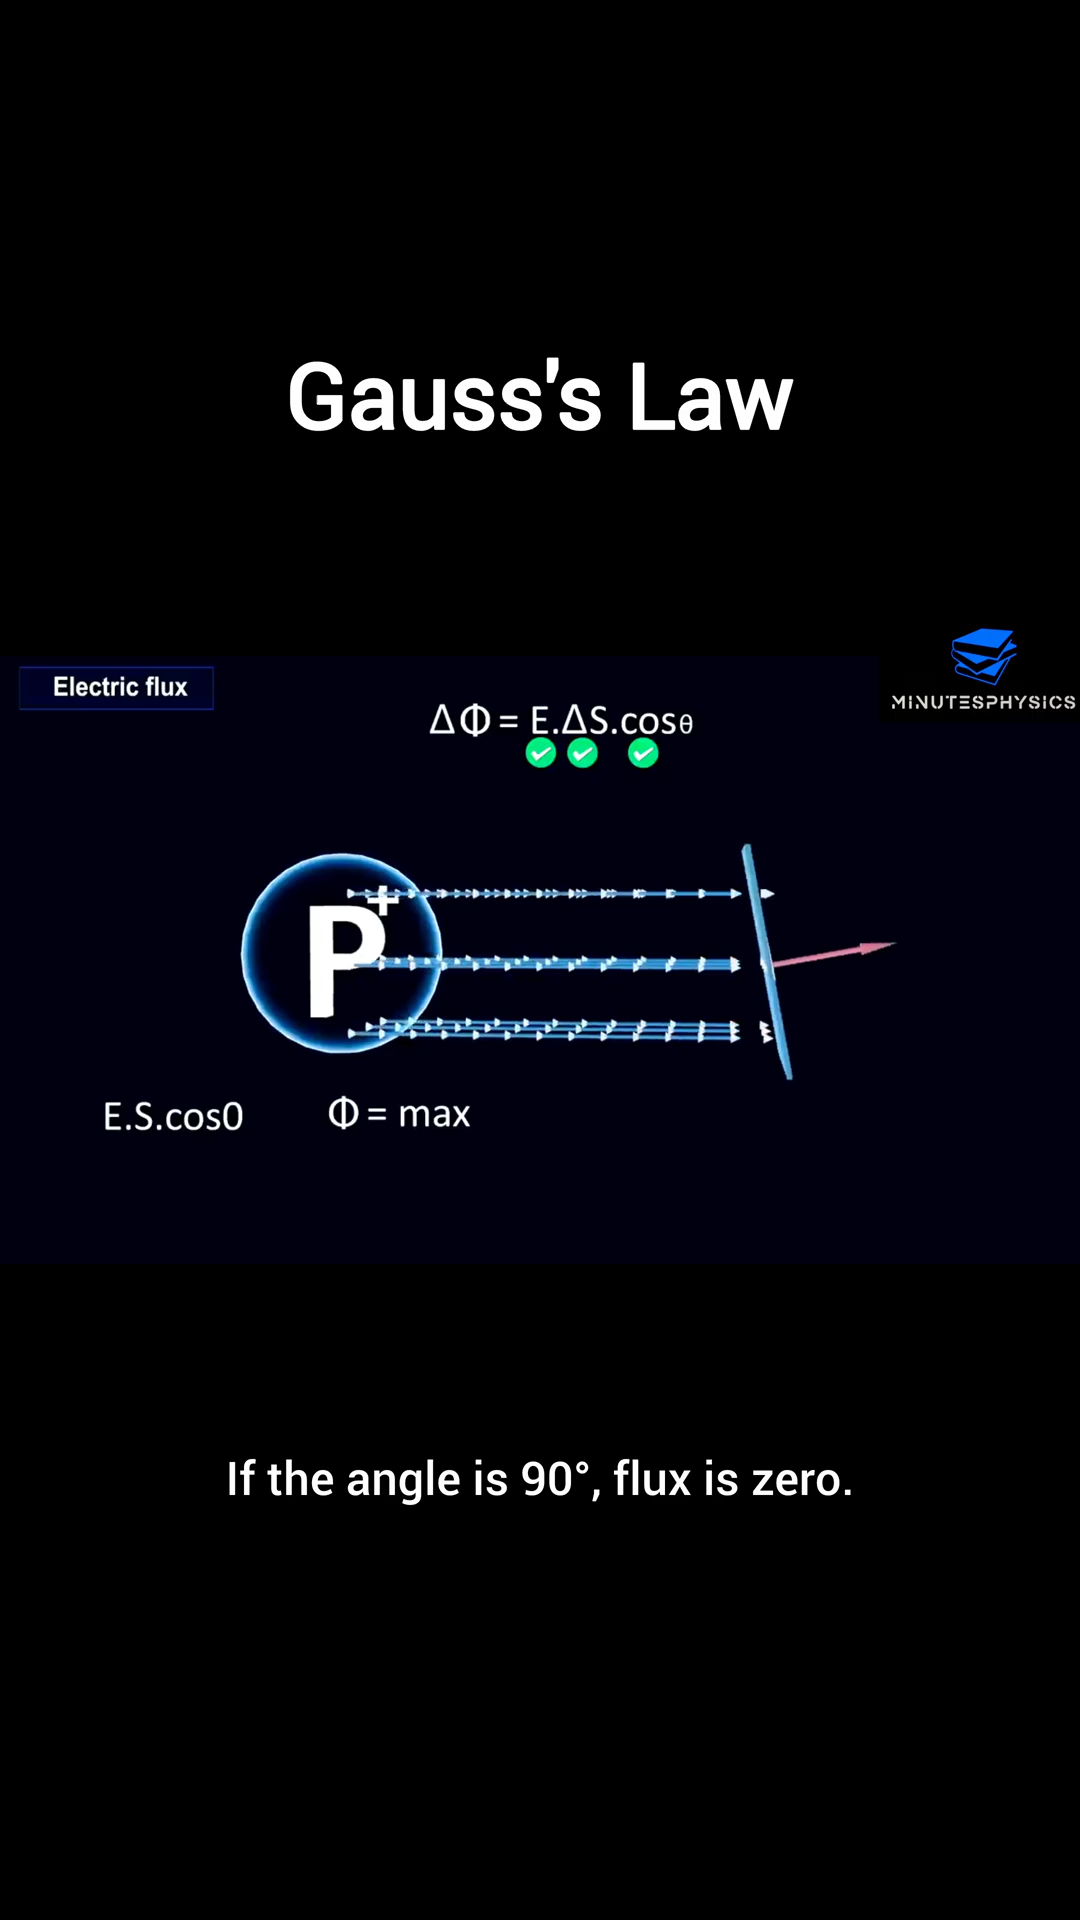 Gauss's Law
MINUTESPHYSICS
Electric flux
ΔΦ = E.ΔS.cosθ
P+
E.S.cos0
Φ = max
If the angle is 90°, flux is zero.